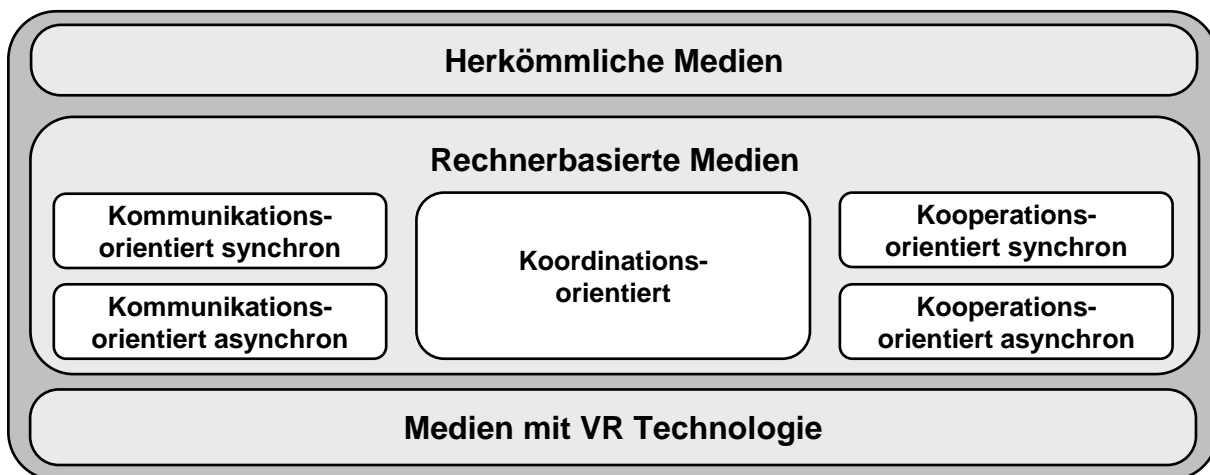 Herkömmliche Medien
Rechnerbasierte Medien
Kommunikations-
orientiert synchron
Kommunikations-
orientiert asynchron
Koordinations-
orientiert
Kooperations-
orientiert synchron
Kooperations-
orientiert asynchron
Medien mit VR Technologie